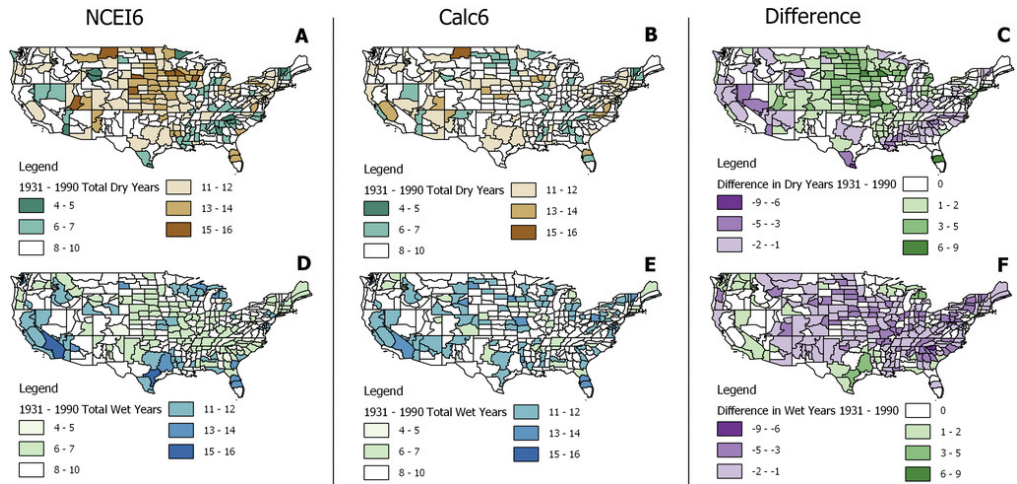 NCEI6
Calc6
Difference
A
B
C
Legend
1931 - 1990 Total Dry Years
4 - 5
6 - 7
8 - 10
11 - 12
13 - 14
15 - 16
Legend
1931 - 1990 Total Dry Years
4 - 5
6 - 7
8 - 10
11 - 12
13 - 14
15 - 16
Legend
Difference in Dry Years 1931 - 1990
-9 - -6
-5 - -3
-2 - -1
0
1 - 2
3 - 5
6 - 9
D
E
F
Legend
1931 - 1990 Total Wet Years
4 - 5
6 - 7
8 - 10
11 - 12
13 - 14
15 - 16
Legend
1931 - 1990 Total Wet Years
4 - 5
6 - 7
8 - 10
11 - 12
13 - 14
15 - 16
Legend
Difference in Wet Years 1931 - 1990
-9 - -6
-5 - -3
-2 - -1
0
1 - 2
3 - 5
6 - 9